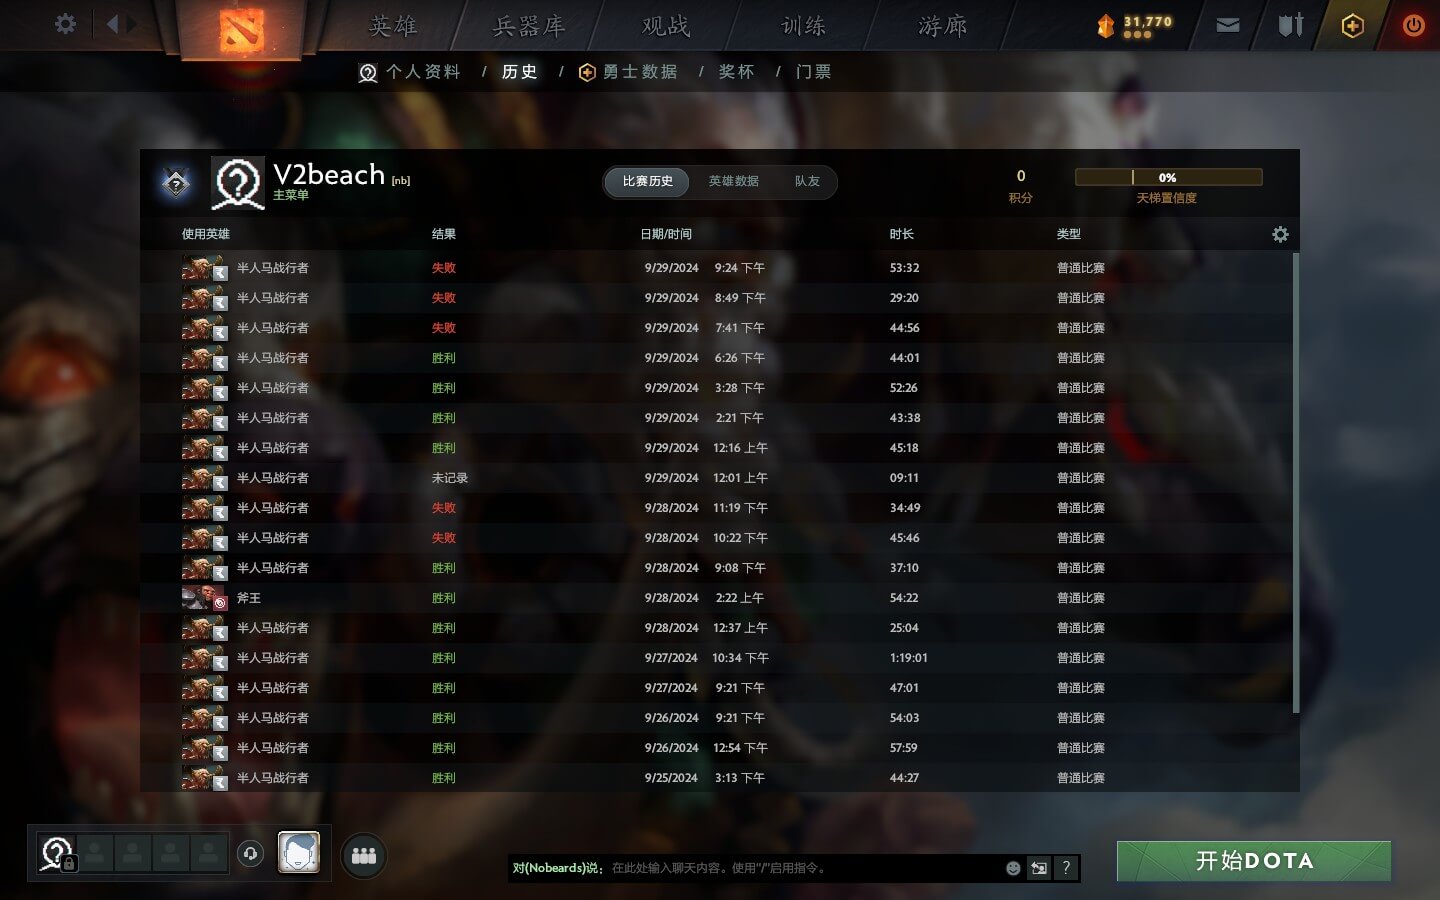 英雄 兵器库 观战 训练 游廊 31,770
个人资料 / 历史 / 勇士数据 / 奖杯 / 门票
V2beach [nb]
主菜单
比赛历史 英雄数据 队友
0
积分
0%
天梯置信度
使用英雄 结果 日期/时间 时长 类型
半人马战行者 失败 9/29/2024 9:24 下午 53:32 普通比赛
半人马战行者 失败 9/29/2024 8:49 下午 29:20 普通比赛
半人马战行者 失败 9/29/2024 7:41 下午 44:56 普通比赛
半人马战行者 胜利 9/29/2024 6:26 下午 44:01 普通比赛
半人马战行者 胜利 9/29/2024 3:28 下午 52:26 普通比赛
半人马战行者 胜利 9/29/2024 2:21 下午 43:38 普通比赛
半人马战行者 胜利 9/29/2024 12:16 上午 45:18 普通比赛
半人马战行者 未记录 9/29/2024 12:01 上午 09:11 普通比赛
半人马战行者 失败 9/28/2024 11:19 下午 34:49 普通比赛
半人马战行者 失败 9/28/2024 10:22 下午 45:46 普通比赛
半人马战行者 胜利 9/28/2024 9:08 下午 37:10 普通比赛
斧王 胜利 9/28/2024 2:22 上午 54:22 普通比赛
半人马战行者 胜利 9/28/2024 12:37 上午 25:04 普通比赛
半人马战行者 胜利 9/27/2024 10:34 下午 1:19:01 普通比赛
半人马战行者 胜利 9/27/2024 9:21 下午 47:01 普通比赛
半人马战行者 胜利 9/26/2024 9:21 下午 54:03 普通比赛
半人马战行者 胜利 9/26/2024 12:54 下午 57:59 普通比赛
半人马战行者 胜利 9/25/2024 3:13 下午 44:27 普通比赛
对(Nobeards)说： 在此处输入聊天内容。使用“/”启用指令。 ?
开始DOTA